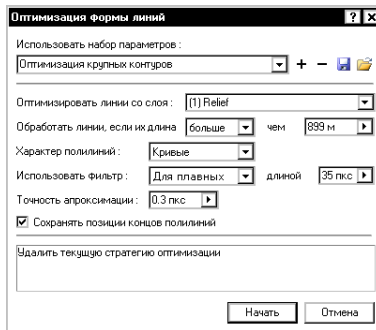 Оптимизация формы линий
Использовать набор параметров :
Оптимизация крупных контуров
Оптимизировать линии со слоя : (1) Relief
Обработать линии, если их длина больше чем 899 м
Характер полилиний : Кривые
Использовать фильтр : Для плавных длиной 35 пкс
Точность апроксимации : 0.3 пкс
Сохранять позиции концов полилиний
Удалить текущую стратегию оптимизации
Начать Отмена